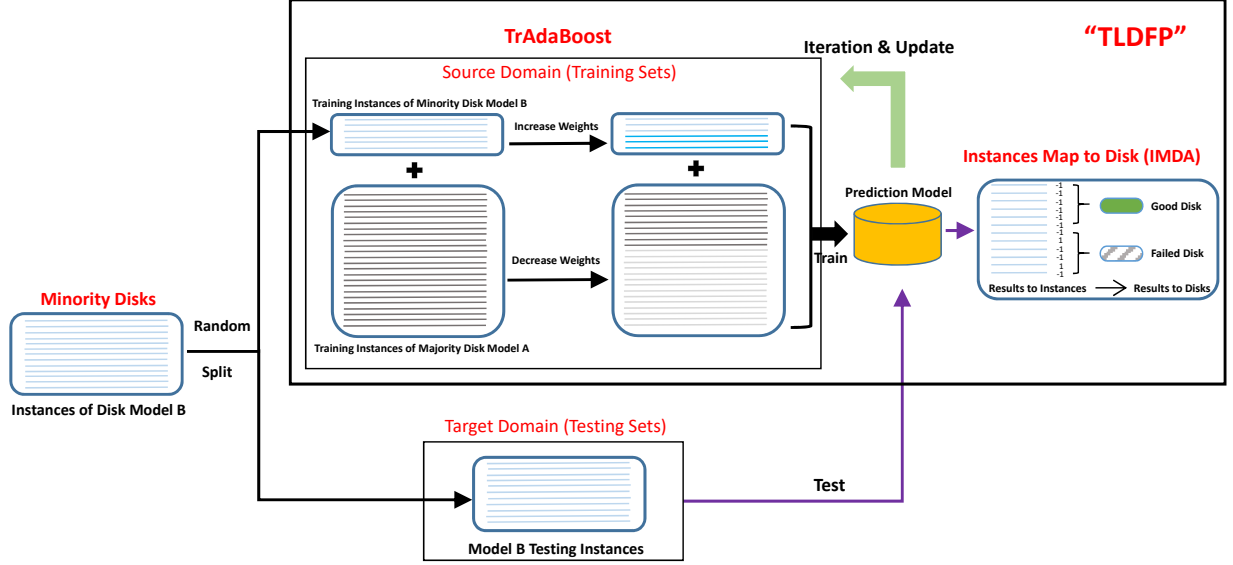 TrAdaBoost
“TLDFP”
Iteration & Update
Source Domain (Training Sets)
Training Instances of Minority Disk Model B
Increase Weights
Instances Map to Disk (IMDA)
Prediction Model
-1
-1
-1
-1
-1
-1
1
-1
-1
1
-1
Good Disk
Failed Disk
Results to Instances
Results to Disks
Decrease Weights
Train
Training Instances of Majority Disk Model A
Minority Disks
Random
Split
Instances of Disk Model B
Target Domain (Testing Sets)
Test
Model B Testing Instances